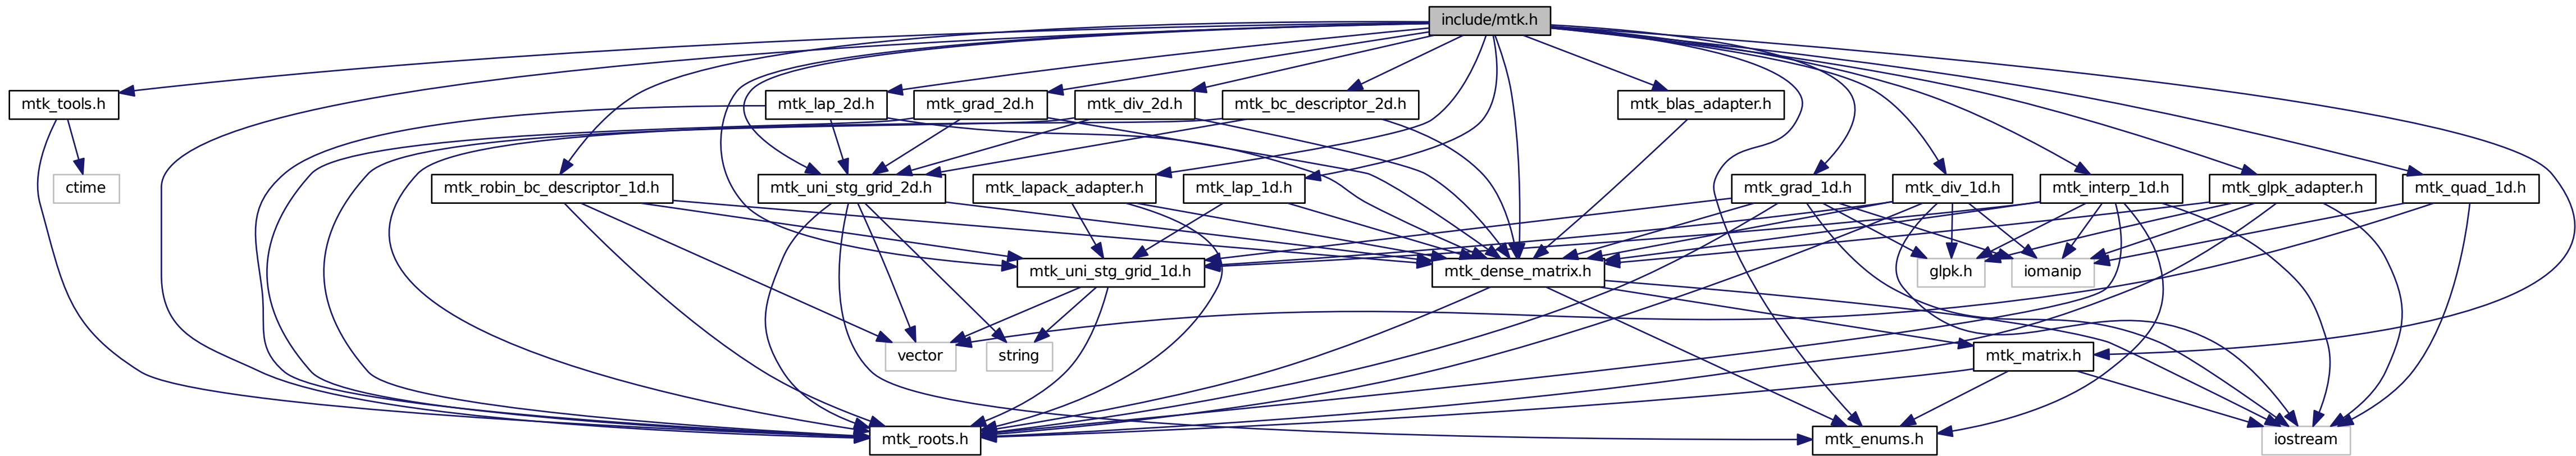 include/mtk.h
mtk_tools.h
mtk_lap_2d.h
mtk_grad_2d.h
mtk_div_2d.h
mtk_bc_descriptor_2d.h
mtk_blas_adapter.h
ctime
mtk_robin_bc_descriptor_1d.h
mtk_uni_stg_grid_2d.h
mtk_lapack_adapter.h
mtk_lap_1d.h
mtk_grad_1d.h
mtk_div_1d.h
mtk_interp_1d.h
mtk_glpk_adapter.h
mtk_quad_1d.h
mtk_uni_stg_grid_1d.h
mtk_dense_matrix.h
glpk.h
iomanip
vector
string
mtk_matrix.h
mtk_roots.h
mtk_enums.h
iostream